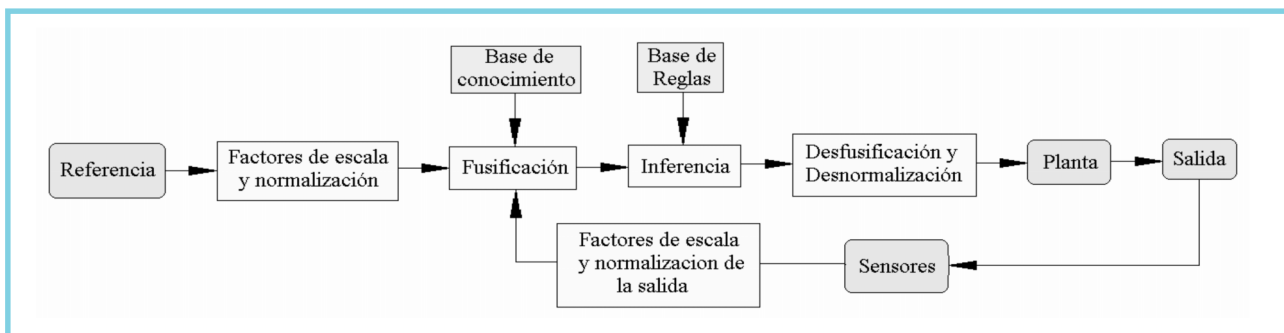 Base de
conocimiento
Base de
Reglas
Referencia
Factores de escala
y normalización
Fusificación
Inferencia
Desfusificación y
Desnormalización
Planta
Salida
Factores de escala
y normalizacion de
la salida
Sensores